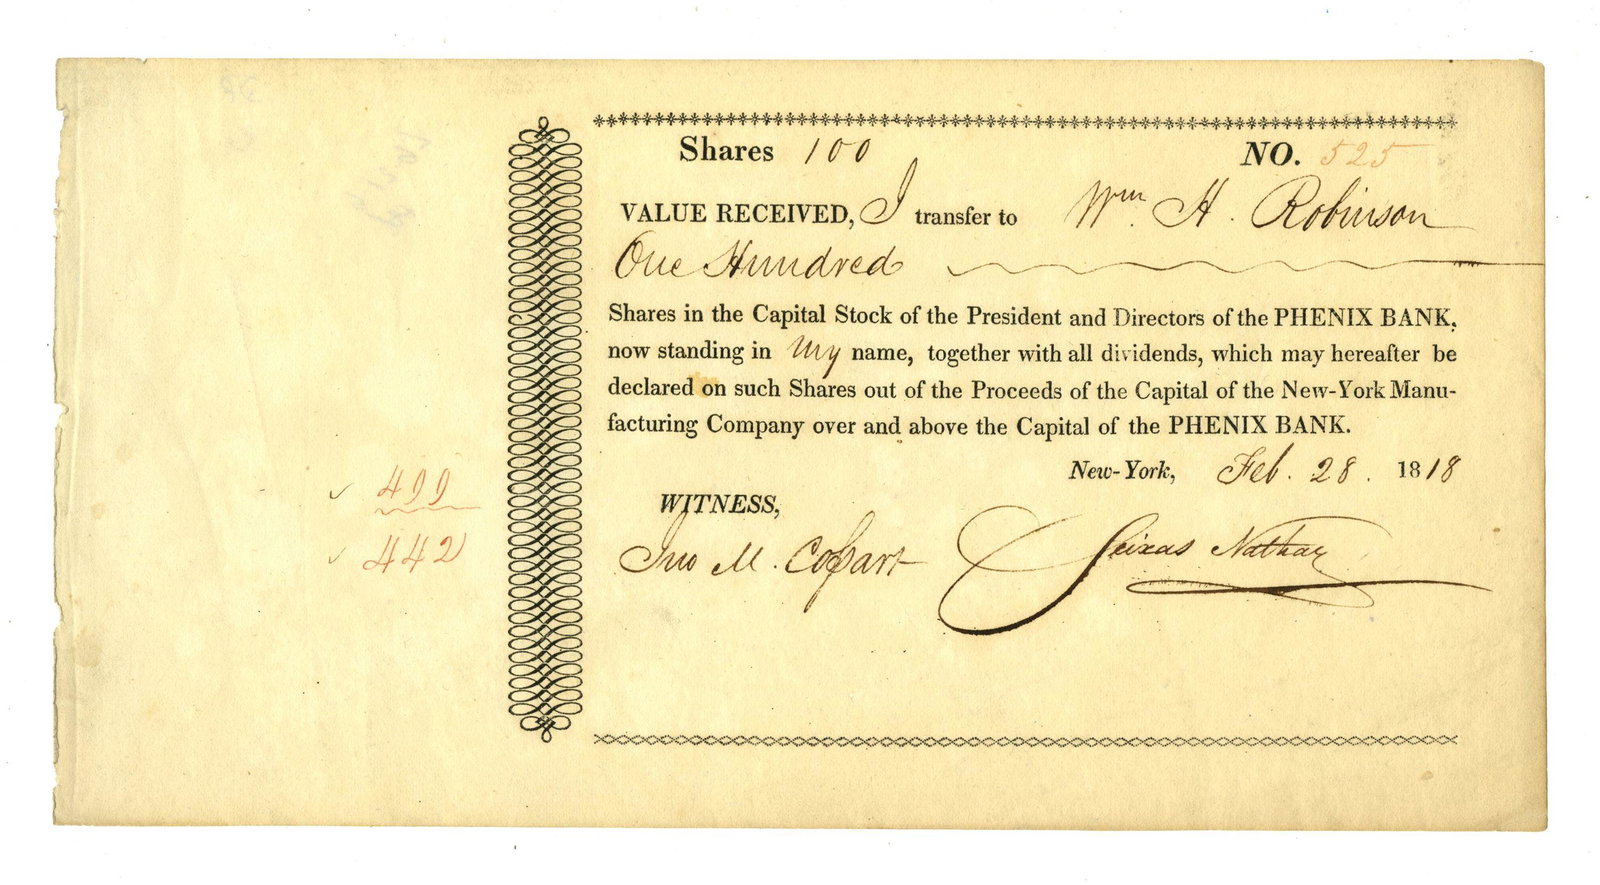 Shares 100 NO. 525
VALUE RECEIVED, I transfer to Wm H. Robinson
One Hundred
Shares in the Capital Stock of the President and Directors of the PHENIX BANK,
now standing in my name, together with all dividends, which may hereafter be
declared on such Shares out of the Proceeds of the Capital of the New-York Manu-
facturing Company over and above the Capital of the PHENIX BANK.
New-York, Feb. 28. 1818
WITNESS,
Jno M. Coſsart Seixas Nathan
499
442